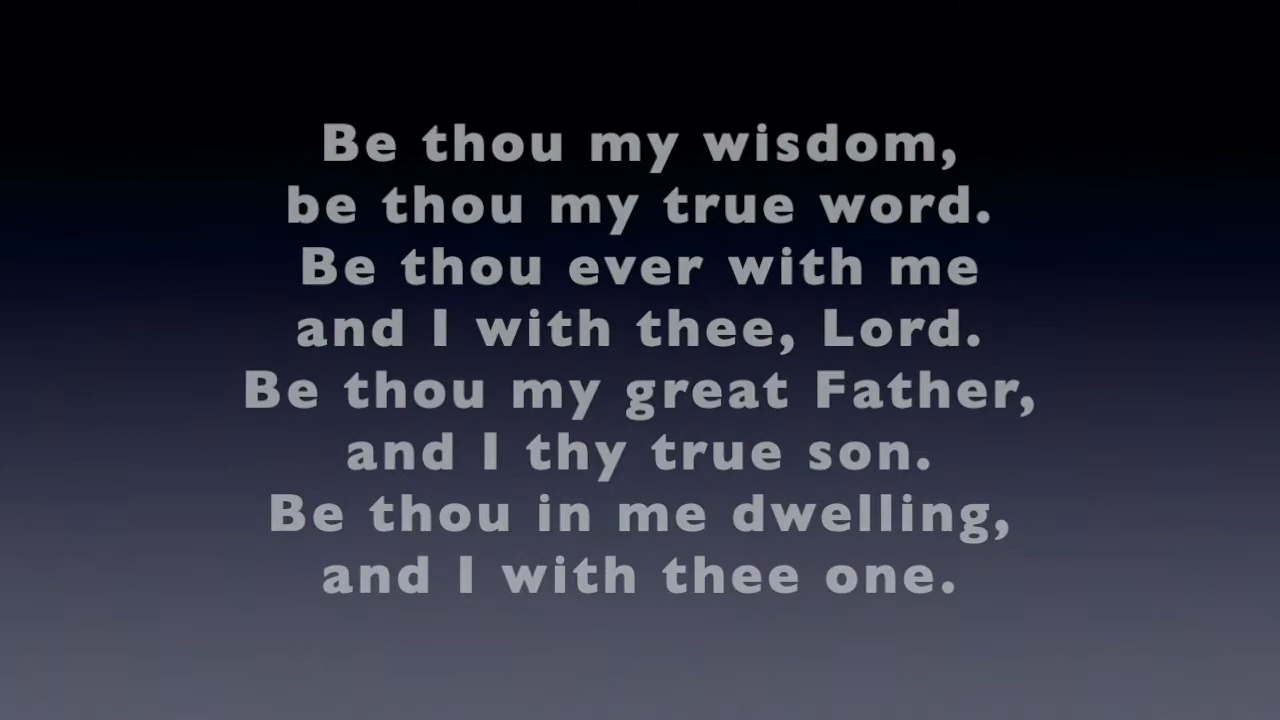 Be thou my wisdom,
be thou my true word.
Be thou ever with me
and I with thee, Lord.
Be thou my great Father,
and I thy true son.
Be thou in me dwelling,
and I with thee one.